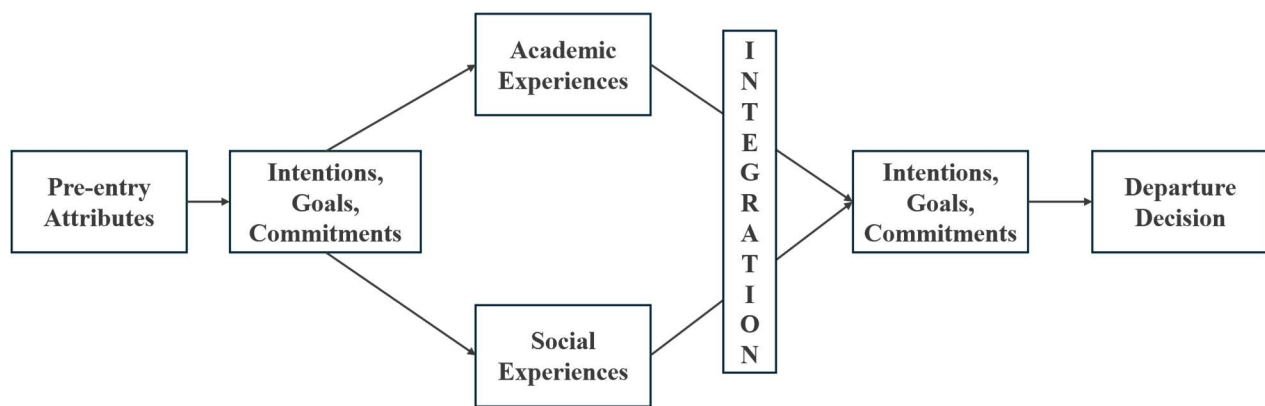 Pre-entry
Attributes
Intentions,
Goals,
Commitments
Academic
Experiences
Social
Experiences
I
N
T
E
G
R
A
T
I
O
N
Intentions,
Goals,
Commitments
Departure
Decision